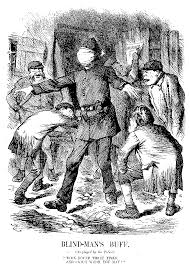 BLIND-MAN'S BUFF.
(As played by the Police.)
"TURN ROUND THREE TIMES,
AND CATCH WHOM YOU MAY!"